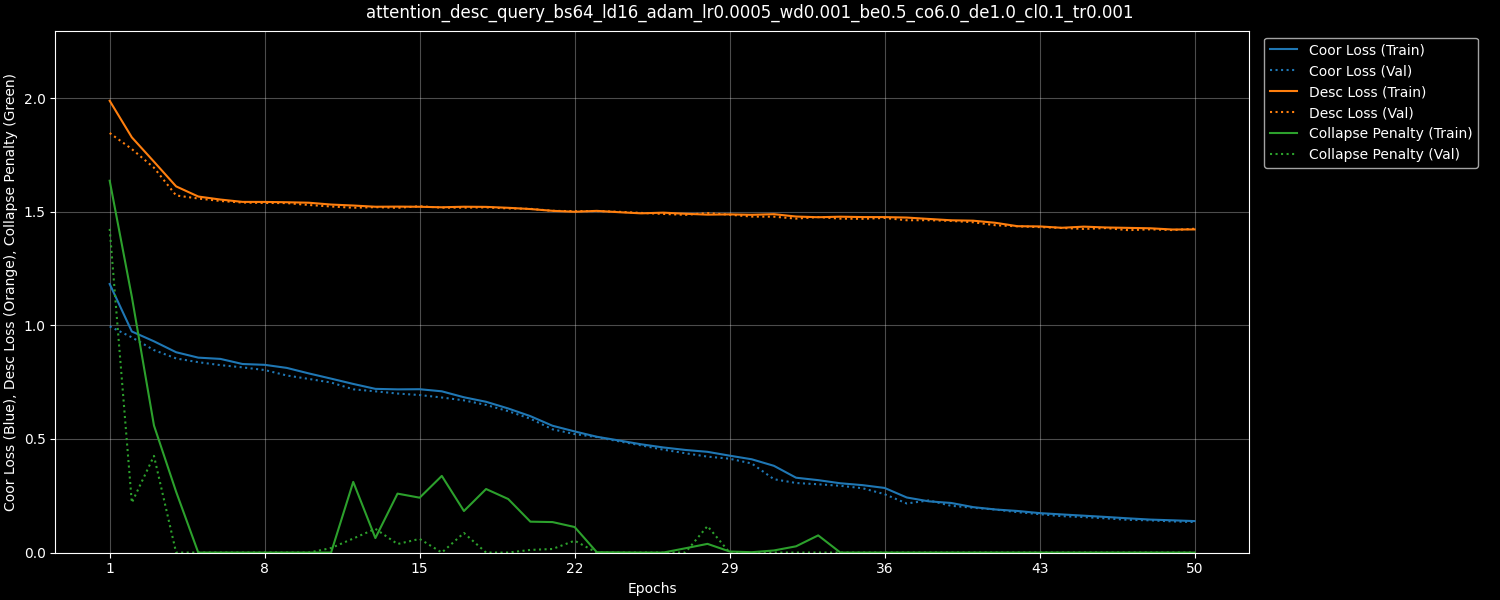 attention_desc_query_bs64_ld16_adam_lr0.0005_wd0.001_be0.5_co6.0_de1.0_cl0.1_tr0.001
Coor Loss (Blue), Desc Loss (Orange), Collapse Penalty (Green)
2.0
1.5
1.0
0.5
0.0
1 8 15 22 29 36 43 50
Epochs
Coor Loss (Train)
Coor Loss (Val)
Desc Loss (Train)
Desc Loss (Val)
Collapse Penalty (Train)
Collapse Penalty (Val)